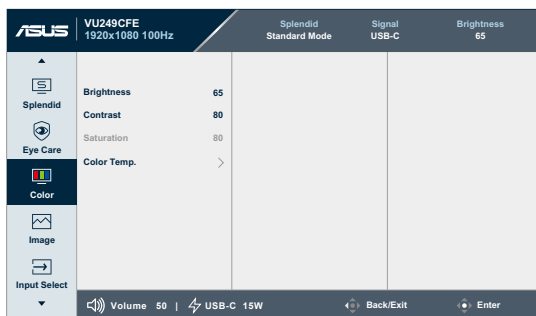 ASUS
VU249CFE
1920x1080 100Hz
Splendid
Standard Mode
Signal
USB-C
Brightness
65
Splendid
Eye Care
Color
Image
Input Select
Brightness 65
Contrast 80
Saturation 80
Color Temp.
Volume 50 | USB-C 15W
Back/Exit
Enter